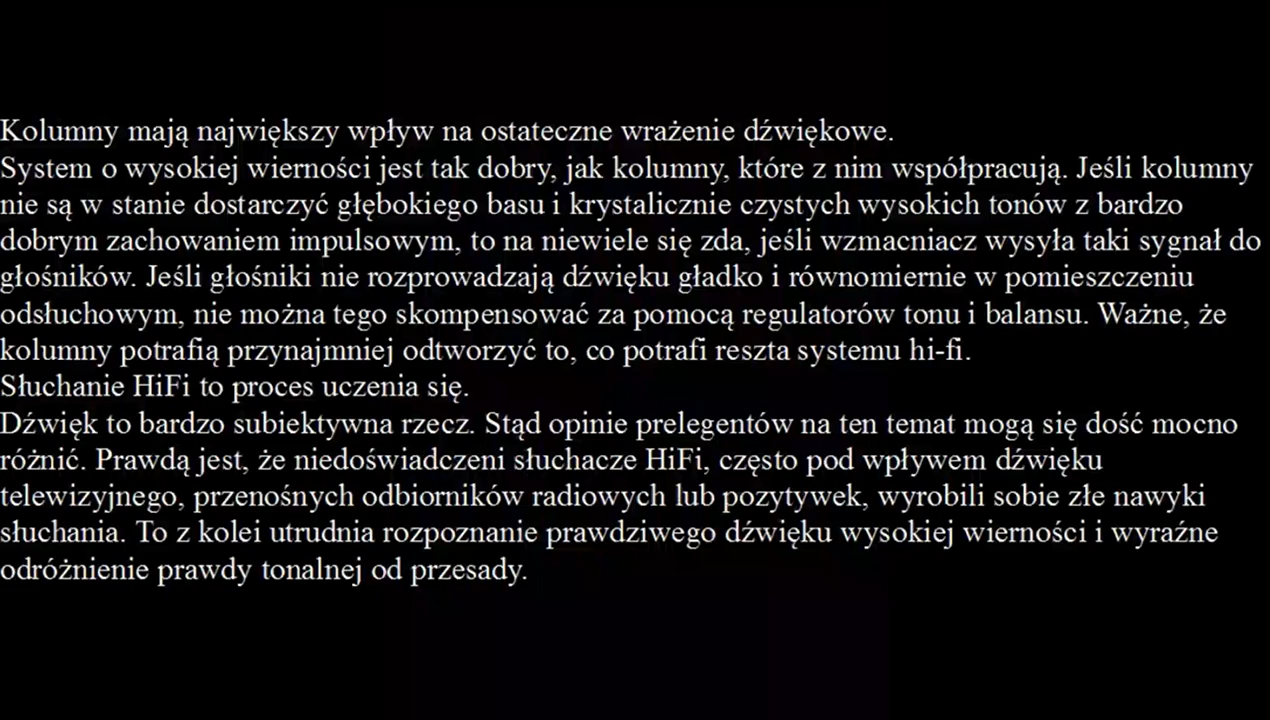 Kolumny mają największy wpływ na ostateczne wrażenie dźwiękowe.
System o wysokiej wierności jest tak dobry, jak kolumny, które z nim współpracują. Jeśli kolumny
nie są w stanie dostarczyć głębokiego basu i krystalicznie czystych wysokich tonów z bardzo
dobrym zachowaniem impulsowym, to na niewiele się zda, jeśli wzmacniacz wysyła taki sygnał do
głośników. Jeśli głośniki nie rozprowadzają dźwięku gładko i równomiernie w pomieszczeniu
odsłuchowym, nie można tego skompensować za pomocą regulatorów tonu i balansu. Ważne, że
kolumny potrafią przynajmniej odtworzyć to, co potrafi reszta systemu hi-fi.
Słuchanie HiFi to proces uczenia się.
Dźwięk to bardzo subiektywna rzecz. Stąd opinie prelegentów na ten temat mogą się dość mocno
różnić. Prawdą jest, że niedoświadczeni słuchacze HiFi, często pod wpływem dźwięku
telewizyjnego, przenośnych odbiorników radiowych lub pozytywek, wyrobili sobie złe nawyki
słuchania. To z kolei utrudnia rozpoznanie prawdziwego dźwięku wysokiej wierności i wyraźne
odróżnienie prawdy tonalnej od przesady.